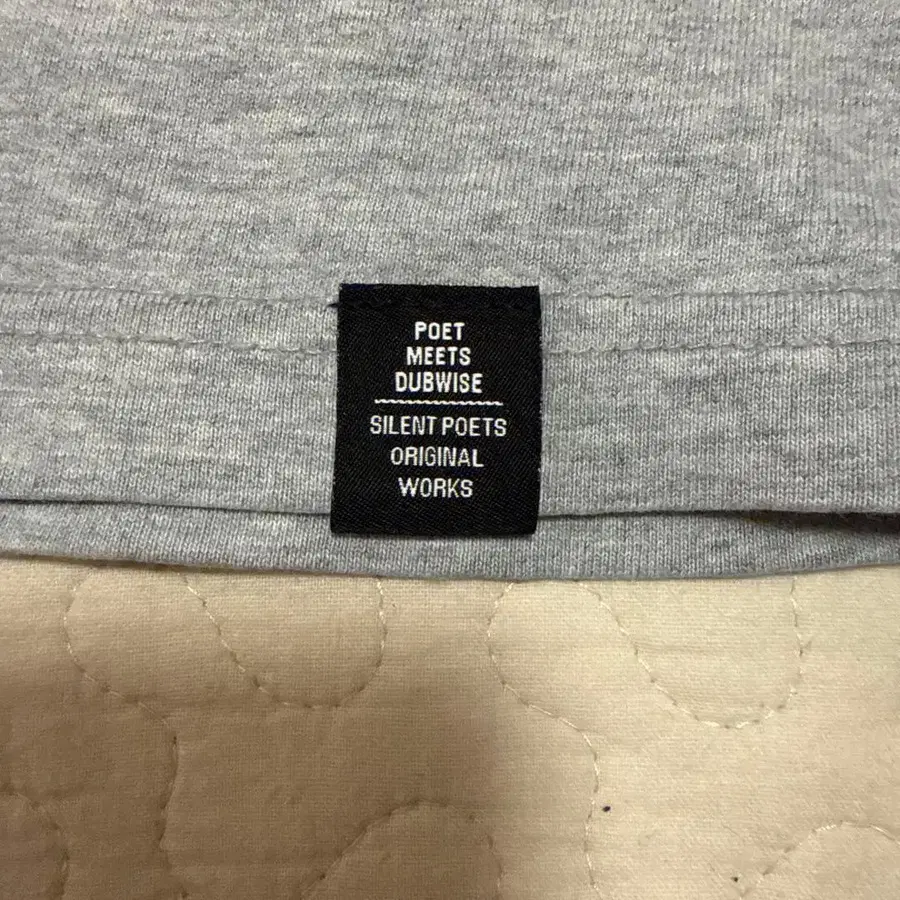 POET
MEETS
DUBWISE
SILENT POETS
ORIGINAL
WORKS